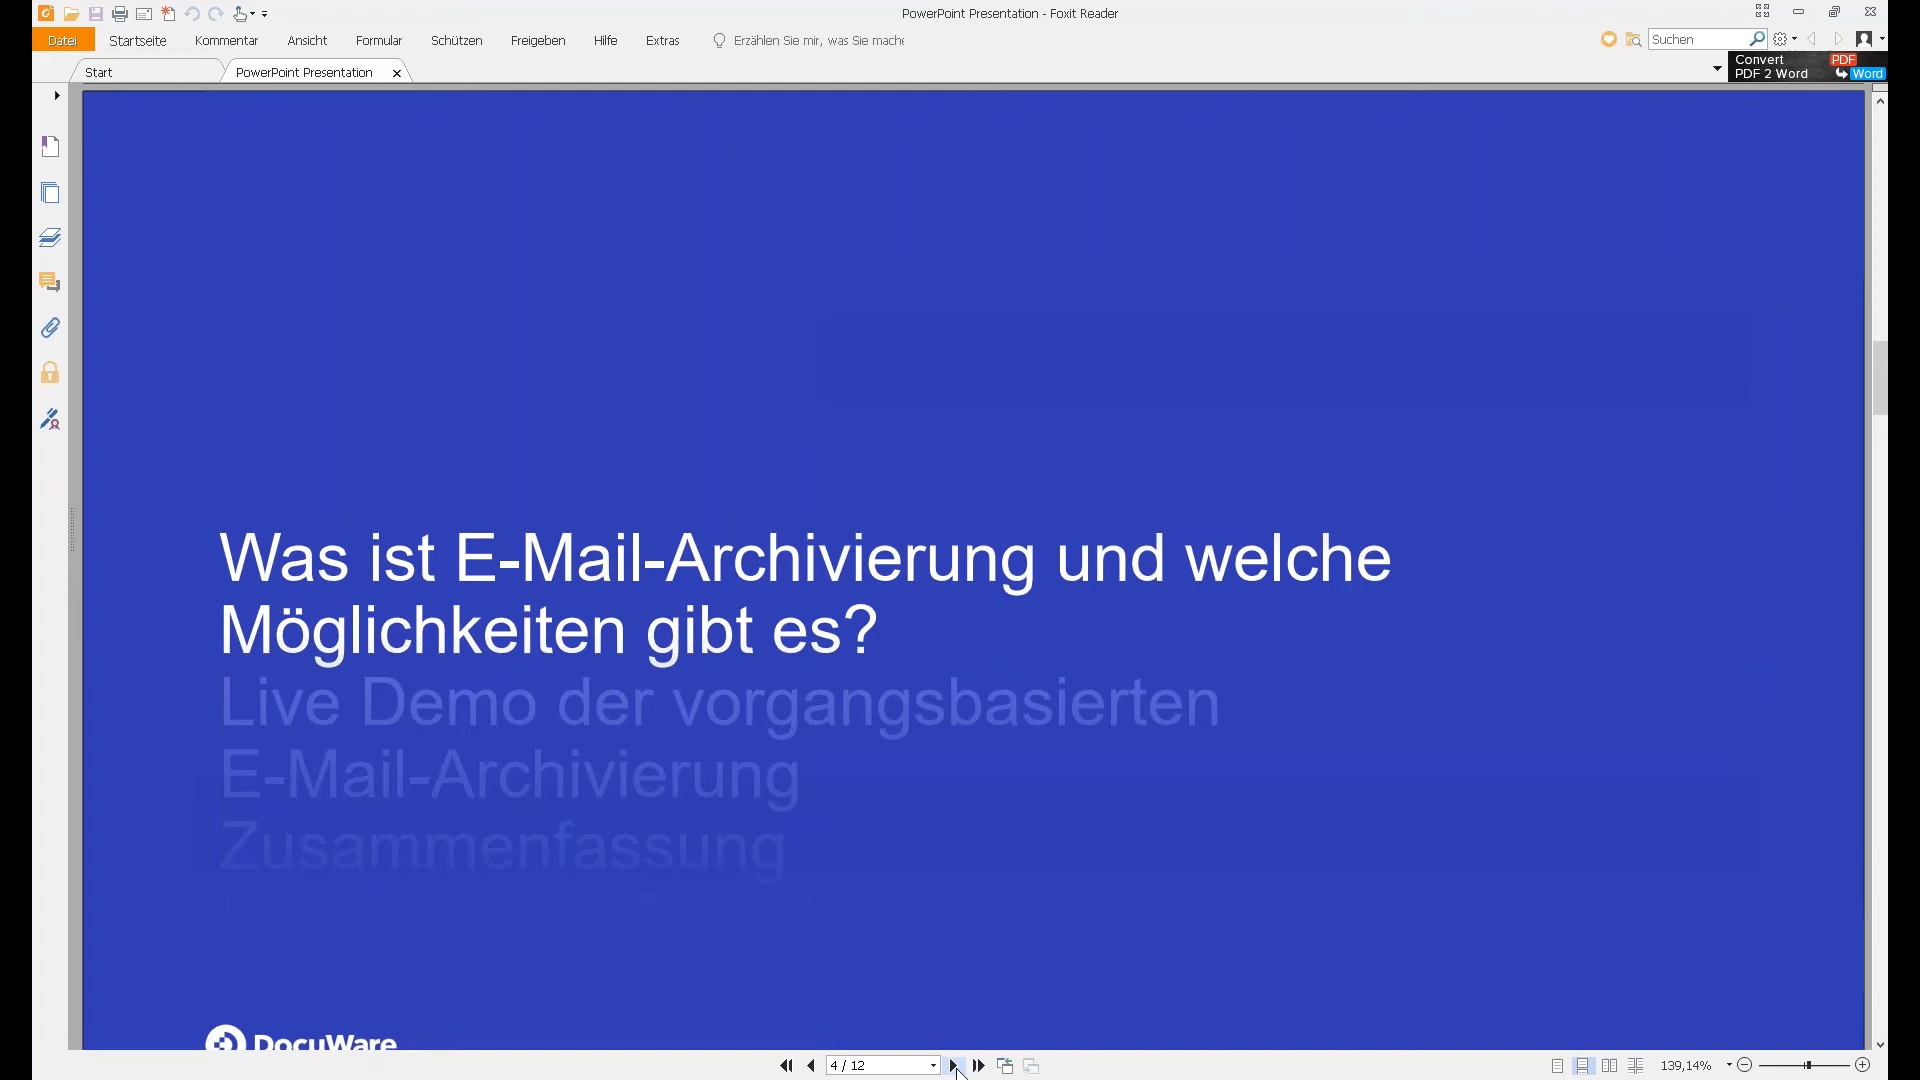 PowerPoint Presentation - Foxit Reader
Datei Startseite Kommentar Ansicht Formular Schützen Freigeben Hilfe Extras Erzählen Sie mir, was Sie mache Suchen
Start PowerPoint Presentation Convert PDF 2 Word PDF Word
Was ist E-Mail-Archivierung und welche
Möglichkeiten gibt es?
Live Demo der vorgangsbasierten
E-Mail-Archivierung
Zusammenfassung
DocuWare
4 / 12 139,14%